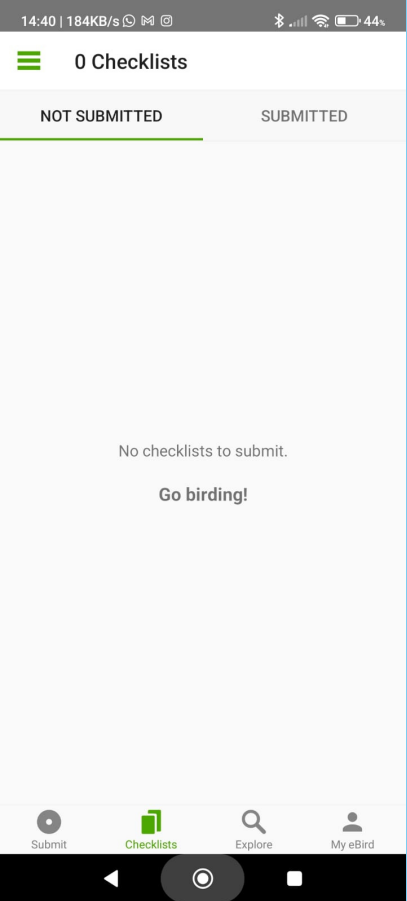 14:40 | 184KB/s 44%
0 Checklists
NOT SUBMITTED SUBMITTED
No checklists to submit.
Go birding!
Submit Checklists Explore My eBird